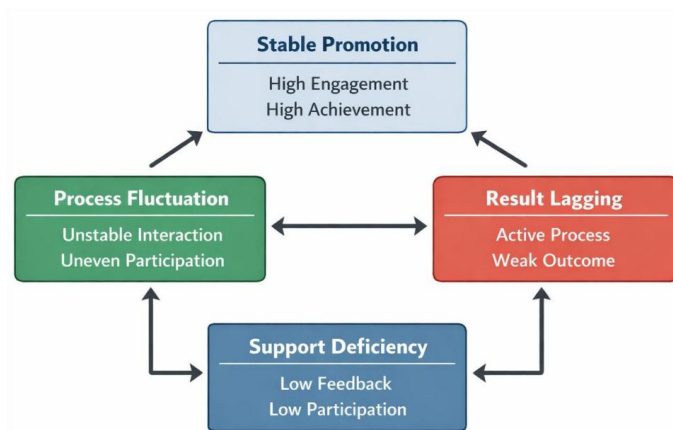 Stable Promotion
High Engagement
High Achievement
Process Fluctuation
Unstable Interaction
Uneven Participation
Result Lagging
Active Process
Weak Outcome
Support Deficiency
Low Feedback
Low Participation